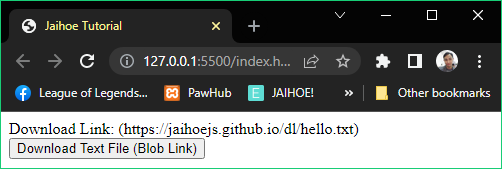 Jaihoe Tutorial
127.0.0.1:5500/index.h...
League of Legends... PawHub JAIHOE! » Other bookmarks
Download Link: (https://jaihoejs.github.io/dl/hello.txt)
Download Text File (Blob Link)